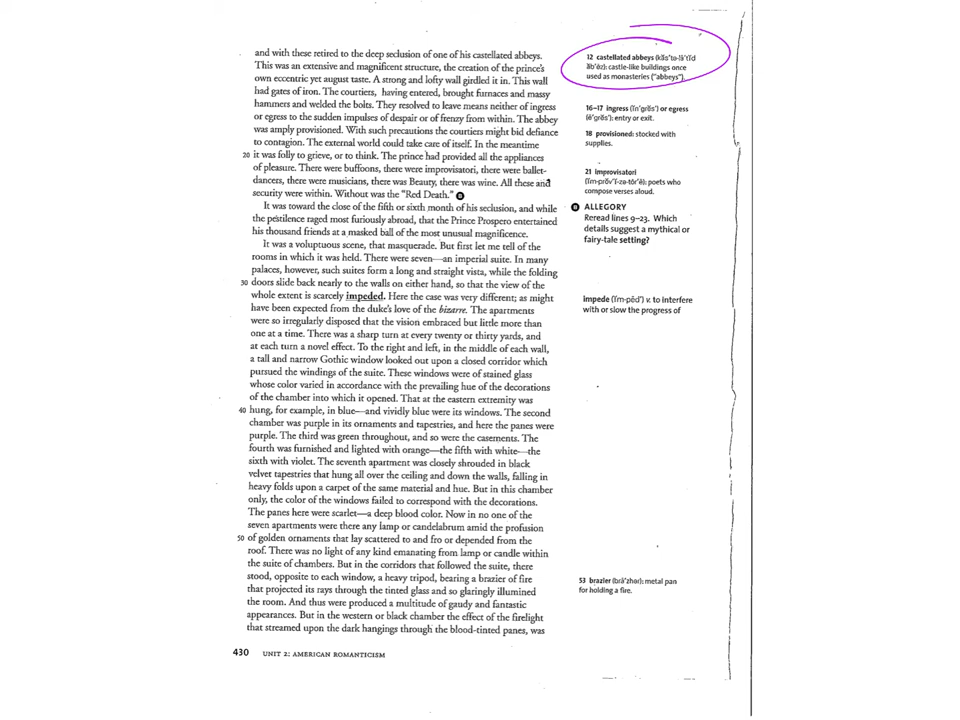 and with these retired to the deep seclusion of one of his castellated abbeys.
This was an extensive and magnificent structure, the creation of the prince's
own eccentric yet august taste. A strong and lofty wall girdled it in. This wall
had gates of iron. The courtiers, having entered, brought furnaces and massy
hammers and welded the bolts. They resolved to leave means neither of ingress
or egress to the sudden impulses of despair or of frenzy from within. The abbey
was amply provisioned. With such precautions the courtiers might bid defiance
to contagion. The external world could take care of itself. In the meantime
20 it was folly to grieve, or to think. The prince had provided all the appliances
of pleasure. There were buffoons, there were improvisatori, there were ballet-
dancers, there were musicians, there was Beauty, there was wine. All these and
security were within. Without was the "Red Death." B
It was toward the close of the fifth or sixth month of his seclusion, and while
the pestilence raged most furiously abroad, that the Prince Prospero entertained
his thousand friends at a masked ball of the most unusual magnificence.
It was a voluptuous scene, that masquerade. But first let me tell of the
rooms in which it was held. There were seven—an imperial suite. In many
palaces, however, such suites form a long and straight vista, while the folding
30 doors slide back nearly to the walls on either hand, so that the view of the
whole extent is scarcely impeded. Here the case was very different; as might
have been expected from the duke's love of the bizarre. The apartments
were so irregularly disposed that the vision embraced but little more than
one at a time. There was a sharp turn at every twenty or thirty yards, and
at each turn a novel effect. To the right and left, in the middle of each wall,
a tall and narrow Gothic window looked out upon a closed corridor which
pursued the windings of the suite. These windows were of stained glass
whose color varied in accordance with the prevailing hue of the decorations
of the chamber into which it opened. That at the eastern extremity was
40 hung, for example, in blue—and vividly blue were its windows. The second
chamber was purple in its ornaments and tapestries, and here the panes were
purple. The third was green throughout, and so were the casements. The
fourth was furnished and lighted with orange—the fifth with white—the
sixth with violet. The seventh apartment was closely shrouded in black
velvet tapestries that hung all over the ceiling and down the walls, falling in
heavy folds upon a carpet of the same material and hue. But in this chamber
only, the color of the windows failed to correspond with the decorations.
The panes here were scarlet—a deep blood color. Now in no one of the
seven apartments were there any lamp or candelabrum amid the profusion
50 of golden ornaments that lay scattered to and fro or depended from the
roof. There was no light of any kind emanating from lamp or candle within
the suite of chambers. But in the corridors that followed the suite, there
stood, opposite to each window, a heavy tripod, bearing a brazier of fire
that projected its rays through the tinted glass and so glaringly illumined
the room. And thus were produced a multitude of gaudy and fantastic
appearances. But in the western or black chamber the effect of the firelight
that streamed upon the dark hangings through the blood-tinted panes, was
430 UNIT 2: AMERICAN ROMANTICISM
12 castellated abbeys (kăs'tə-lā'tĭd
ăb'ēz): castle-like buildings once
used as monasteries ("abbeys").
16–17 ingress (ĭn'grĕs') or egress
(ē'grĕs'): entry or exit.
18 provisioned: stocked with
supplies.
21 improvisatori
(ĭm-prŏv'ĭ-zə-tôr'ē): poets who
compose verses aloud.
B ALLEGORY
Reread lines 9–23. Which
details suggest a mythical or
fairy-tale setting?
impede (ĭm-pēd') v. to interfere
with or slow the progress of
53 brazier (brā'zhər): metal pan
for holding a fire.